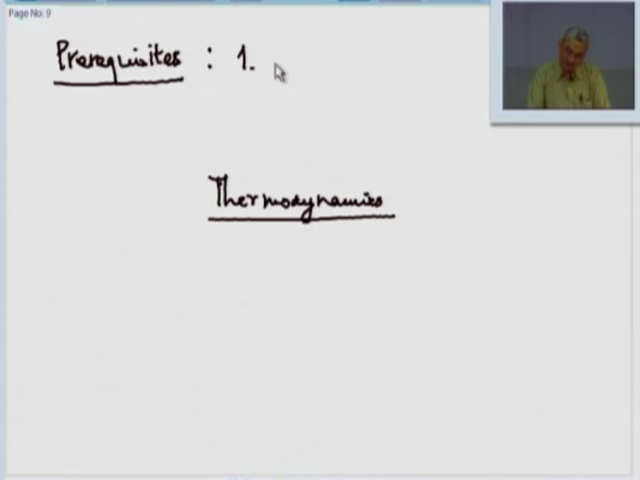 Page No: 9
Prerequisites : 1.
Thermodynamics